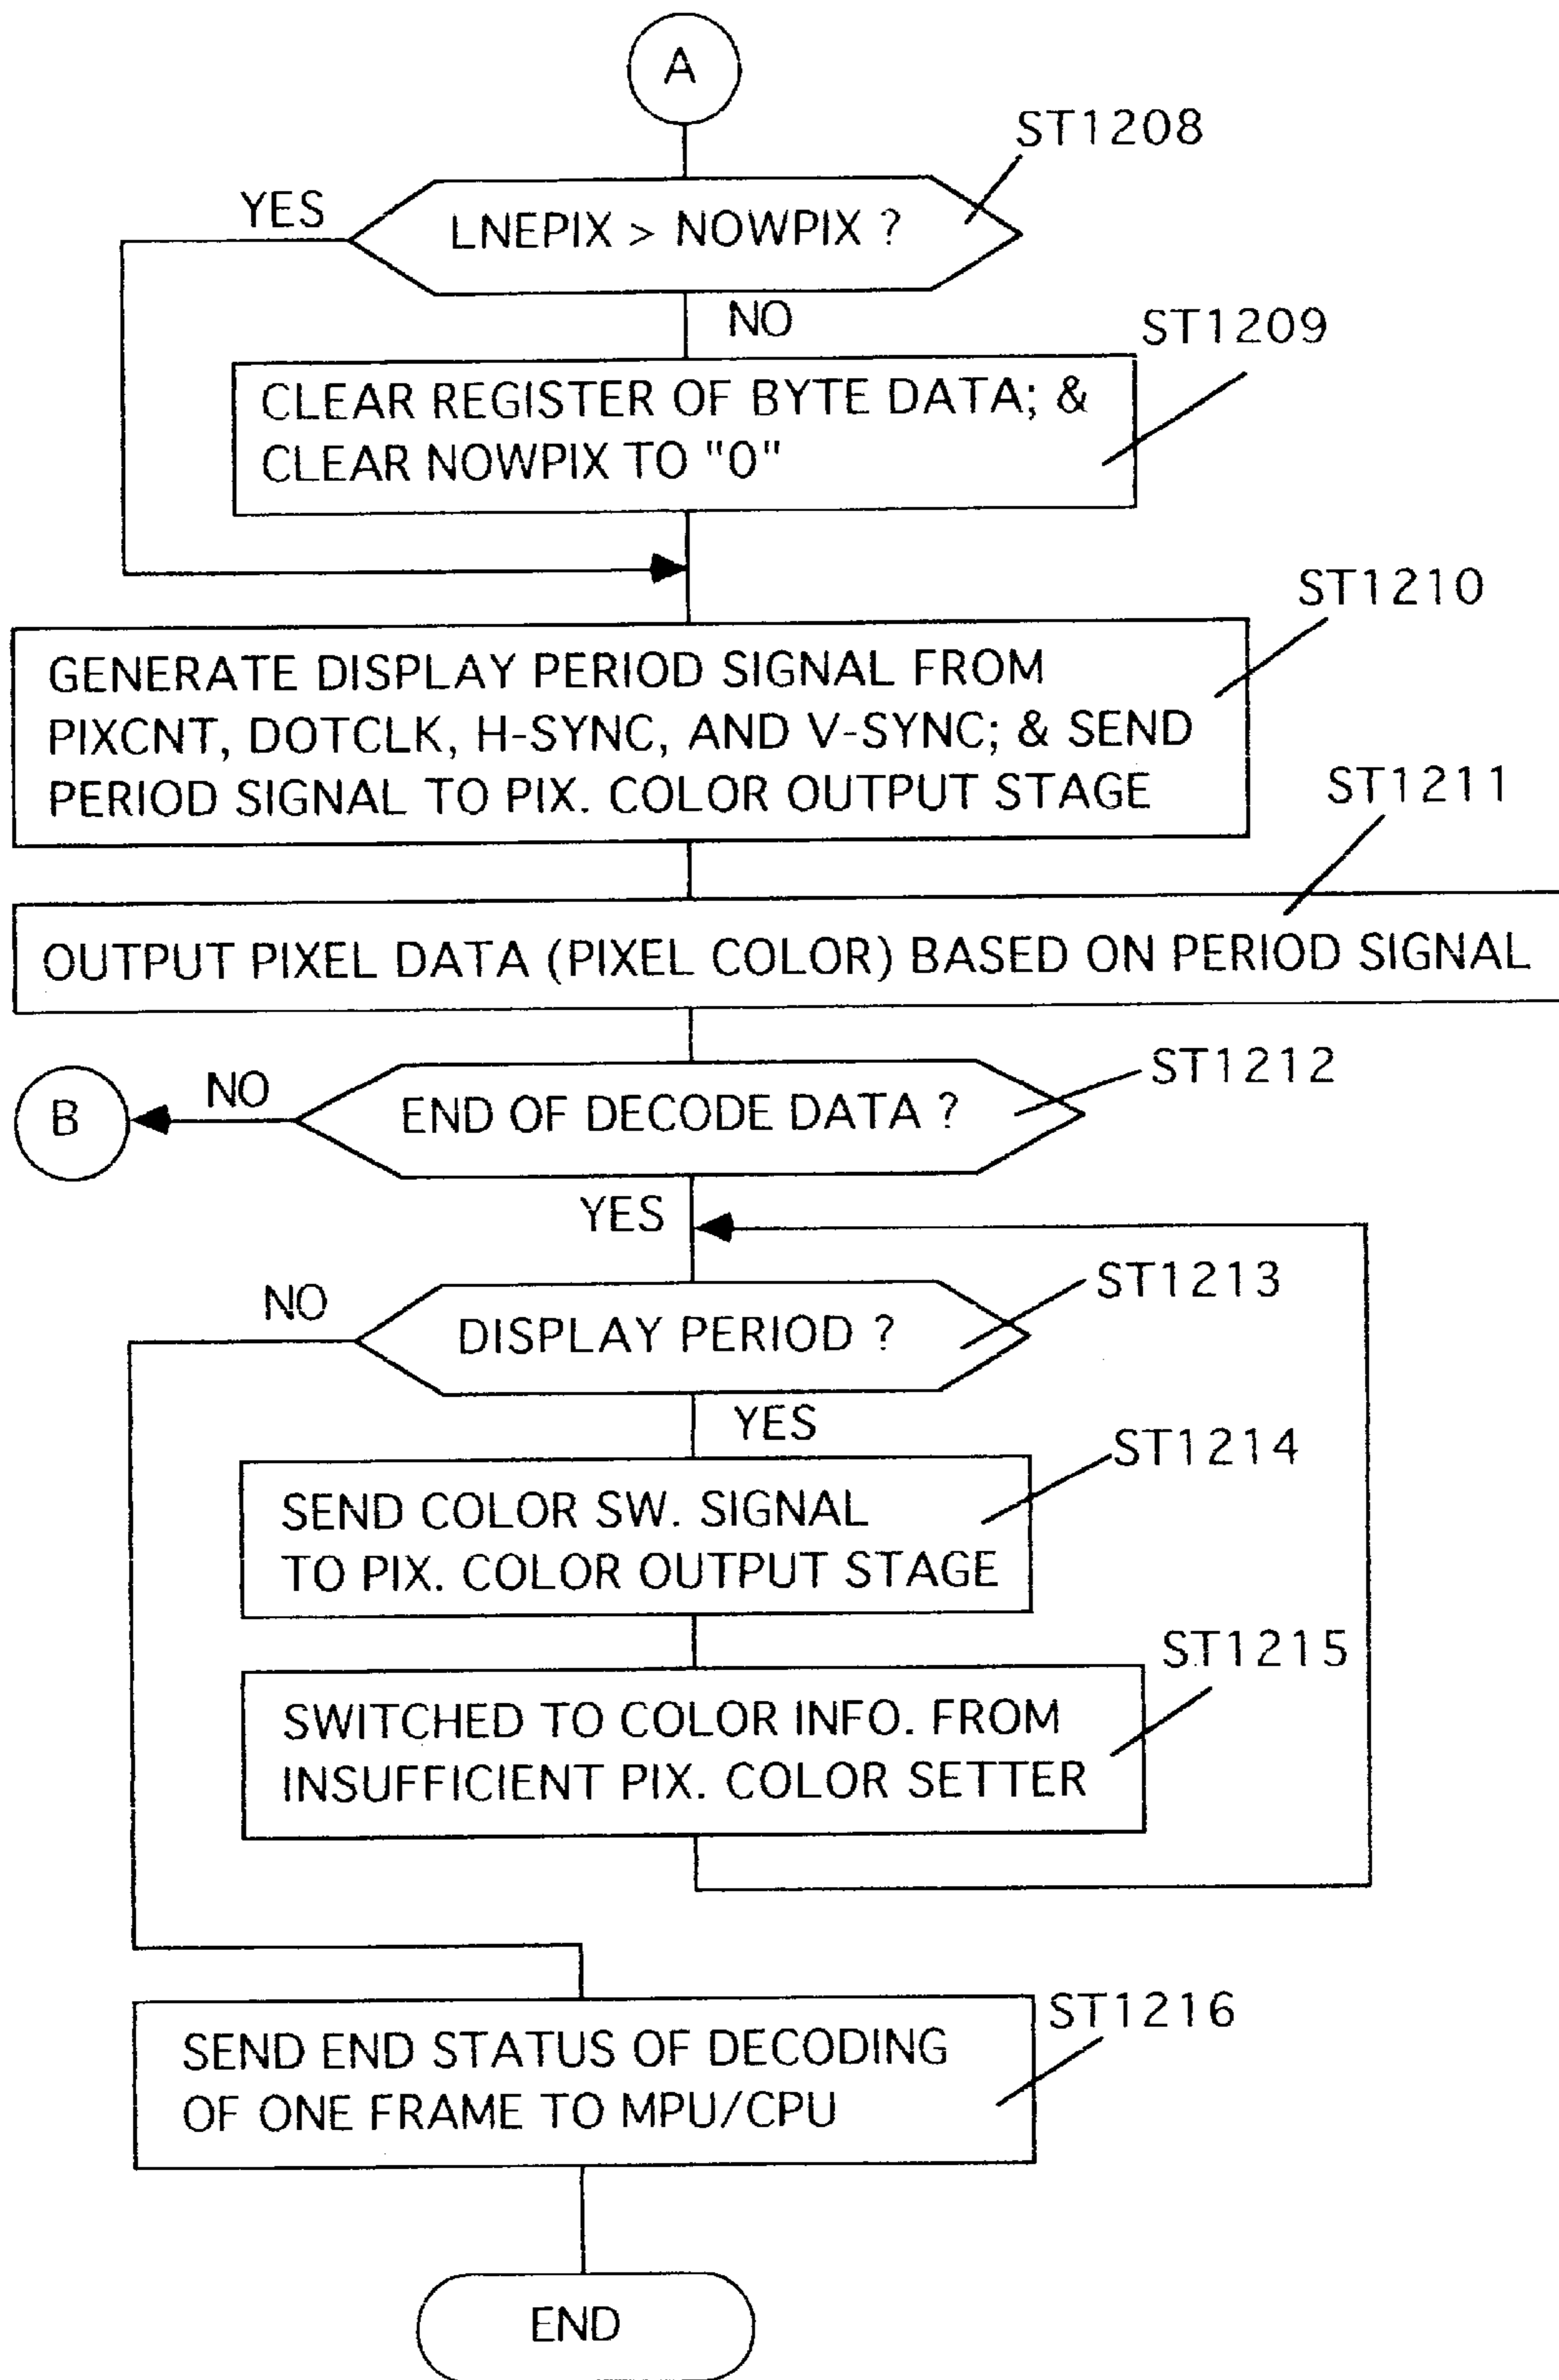 A
ST1208
YES
LNEPIX > NOWPIX ?
NO
ST1209
CLEAR REGISTER OF BYTE DATA; &
CLEAR NOWPIX TO "0"
ST1210
GENERATE DISPLAY PERIOD SIGNAL FROM
PIXCNT, DOTCLK, H-SYNC, AND V-SYNC; & SEND
PERIOD SIGNAL TO PIX. COLOR OUTPUT STAGE
ST1211
OUTPUT PIXEL DATA (PIXEL COLOR) BASED ON PERIOD SIGNAL
ST1212
B
NO
END OF DECODE DATA ?
YES
ST1213
NO
DISPLAY PERIOD ?
YES
ST1214
SEND COLOR SW. SIGNAL
TO PIX. COLOR OUTPUT STAGE
ST1215
SWITCHED TO COLOR INFO. FROM
INSUFFICIENT PIX. COLOR SETTER
ST1216
SEND END STATUS OF DECODING
OF ONE FRAME TO MPU/CPU
END